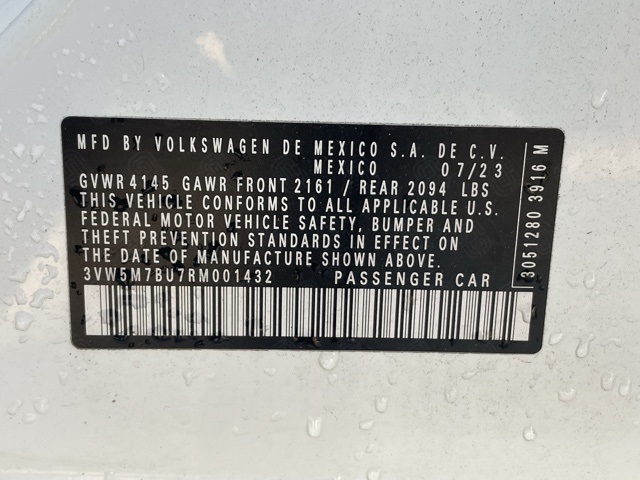 MFD BY VOLKSWAGEN DE MEXICO S.A. DE C.V.
MEXICO 07/23
GVWR 4145 GAWR FRONT 2161 / REAR 2094 LBS
THIS VEHICLE CONFORMS TO ALL APPLICABLE U.S.
FEDERAL MOTOR VEHICLE SAFETY, BUMPER AND
THEFT PREVENTION STANDARDS IN EFFECT ON
THE DATE OF MANUFACTURE SHOWN ABOVE.
3VW5M7BU7RM001432 PASSENGER CAR
3051280 3916 M